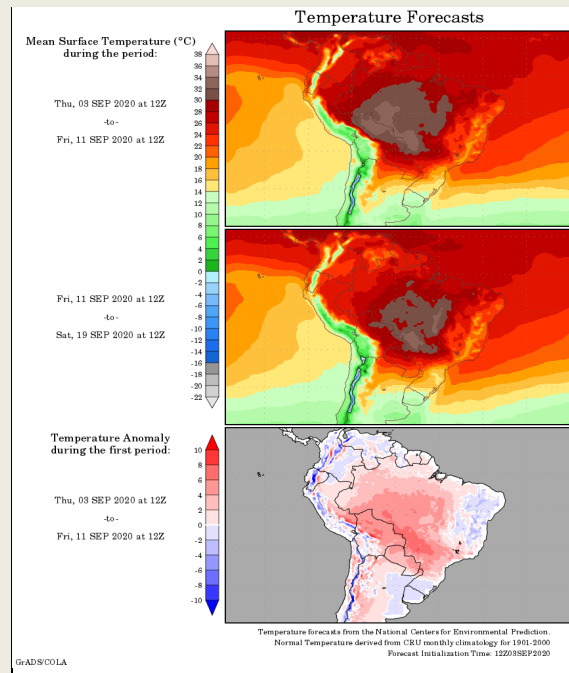 Temperature Forecasts
Mean Surface Temperature (°C)
during the period:
Thu, 03 SEP 2020 at 12Z
-to-
Fri, 11 SEP 2020 at 12Z
38
36
34
32
30
28
26
24
22
20
18
16
14
12
10
8
6
4
2
0
-2
-4
-6
-8
-10
-12
-14
-16
-18
-20
-22
Fri, 11 SEP 2020 at 12Z
-to-
Sat, 19 SEP 2020 at 12Z
Temperature Anomaly
during the first period:
Thu, 03 SEP 2020 at 12Z
-to-
Fri, 11 SEP 2020 at 12Z
10
8
6
4
2
0
-2
-4
-6
-8
-10
Temperature forecasts from the National Centers for Environmental Prediction.
Normal Temperature derived from CRU monthly climatology for 1901-2000
Forecast Initialization Time: 12Z03SEP2020
GrADS/COLA